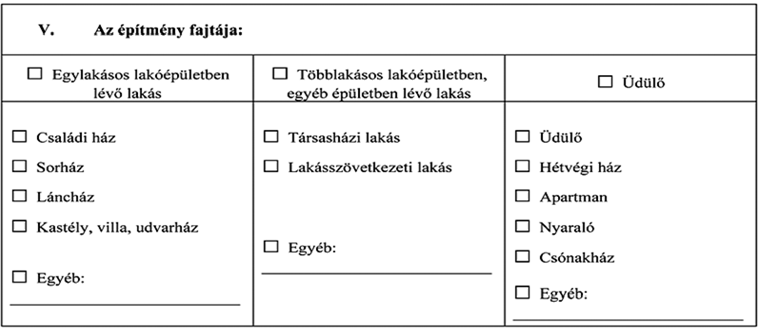 V. Az építmény fajtája:
☐ Egylakásos lakóépületben
lévő lakás
☐ Többlakásos lakóépületben,
egyéb épületben lévő lakás
☐ Üdülő
☐ Családi ház
☐ Sorház
☐ Láncház
☐ Kastély, villa, udvarház
☐ Egyéb:
☐ Társasházi lakás
☐ Lakásszövetkezeti lakás
☐ Egyéb:
☐ Üdülő
☐ Hétvégi ház
☐ Apartman
☐ Nyaraló
☐ Csónakház
☐ Egyéb: